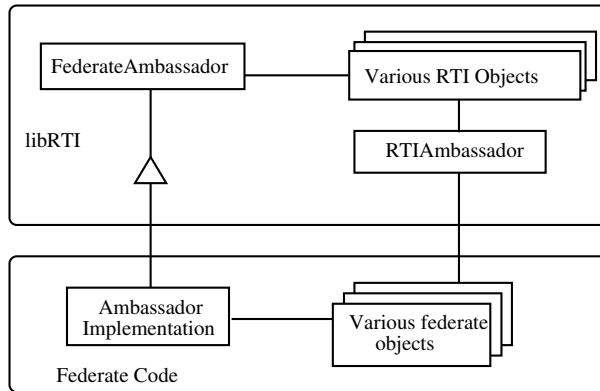 FederateAmbassador
Various RTI Objects
libRTI
RTIAmbassador
Ambassador
Implementation
Various federate
objects
Federate Code